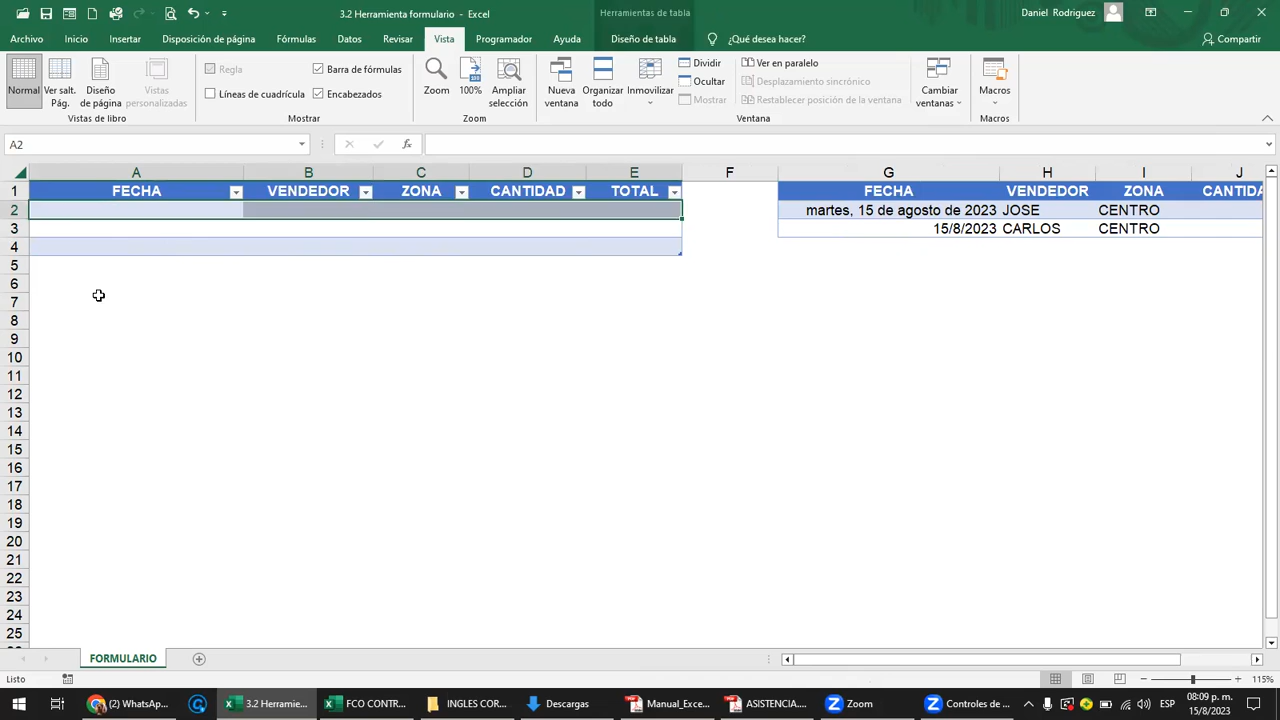 3.2 Herramienta formulario - Excel
Herramientas de tabla
Daniel Rodriguez
Archivo Inicio Insertar Disposición de página Fórmulas Datos Revisar Vista Programador Ayuda Diseño de tabla ¿Qué desea hacer? Compartir
Regla Barra de fórmulas
Líneas de cuadrícula Encabezados
Normal Ver salt. Pág. Diseño de página Vistas personalizadas
Zoom 100% Ampliar selección
Nueva ventana Organizar todo Inmovilizar
Dividir Ver en paralelo
Ocultar Desplazamiento sincrónico
Mostrar Restablecer posición de la ventana
Cambiar ventanas Macros
Vistas de libro Mostrar Zoom Ventana Macros
A2 fx
A B C D E F G H I J
1 FECHA VENDEDOR ZONA CANTIDAD TOTAL FECHA VENDEDOR ZONA CANTIDA
2 martes, 15 de agosto de 2023 JOSE CENTRO
3 15/8/2023 CARLOS CENTRO
4
5
6
7
8
9
10
11
12
13
14
15
16
17
18
19
20
21
22
23
24
25
FORMULARIO
Listo 115%
(2) WhatsAp... 3.2 Herramie... FCO CONTR... INGLES COR... Descargas Manual_Exce... ASISTENCIA.... Zoom Controles de ... ESP 08:09 p. m.
15/8/2023